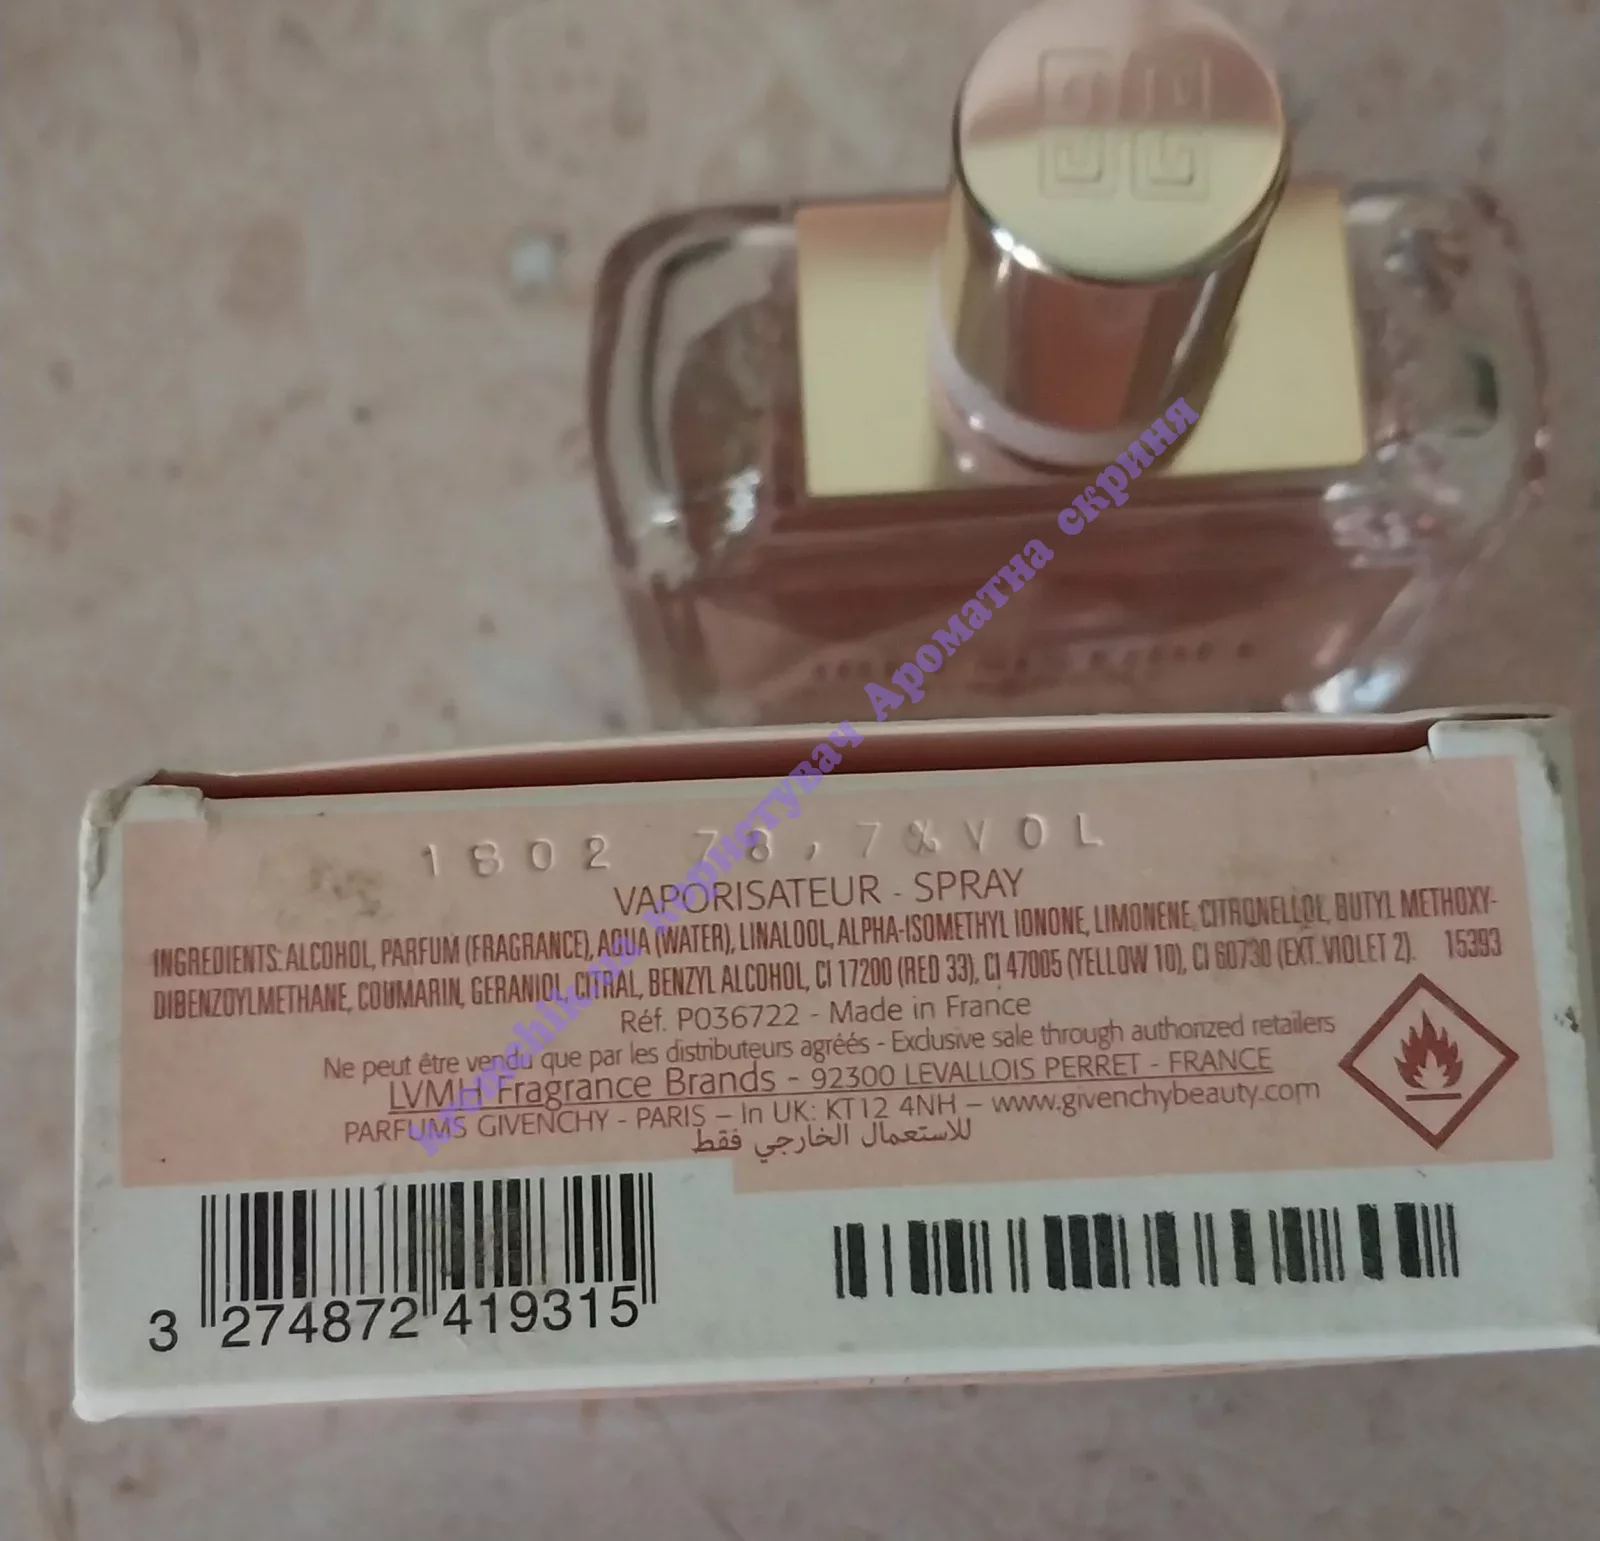 1802 78,7%VOL
VAPORISATEUR - SPRAY
INGREDIENTS: ALCOHOL, PARFUM (FRAGRANCE), AQUA (WATER), LINALOOL, ALPHA-ISOMETHYL IONONE, LIMONENE, CITRONELLOL, BUTYL METHOXY-
DIBENZOYLMETHANE, COUMARIN, GERANIOL, CITRAL, BENZYL ALCOHOL, CI 17200 (RED 33), CI 47005 (YELLOW 10), CI 60730 (EXT. VIOLET 2). 15393
Réf. P036722 - Made in France
Ne peut être vendu que par les distributeurs agréés - Exclusive sale through authorized retailers
LVMH Fragrance Brands - 92300 LEVALLOIS PERRET - FRANCE
PARFUMS GIVENCHY - PARIS – In UK: KT12 4NH – www.givenchybeauty.com
للاستعمال الخارجي فقط
3 274872 419315
користувач Ароматна скриня